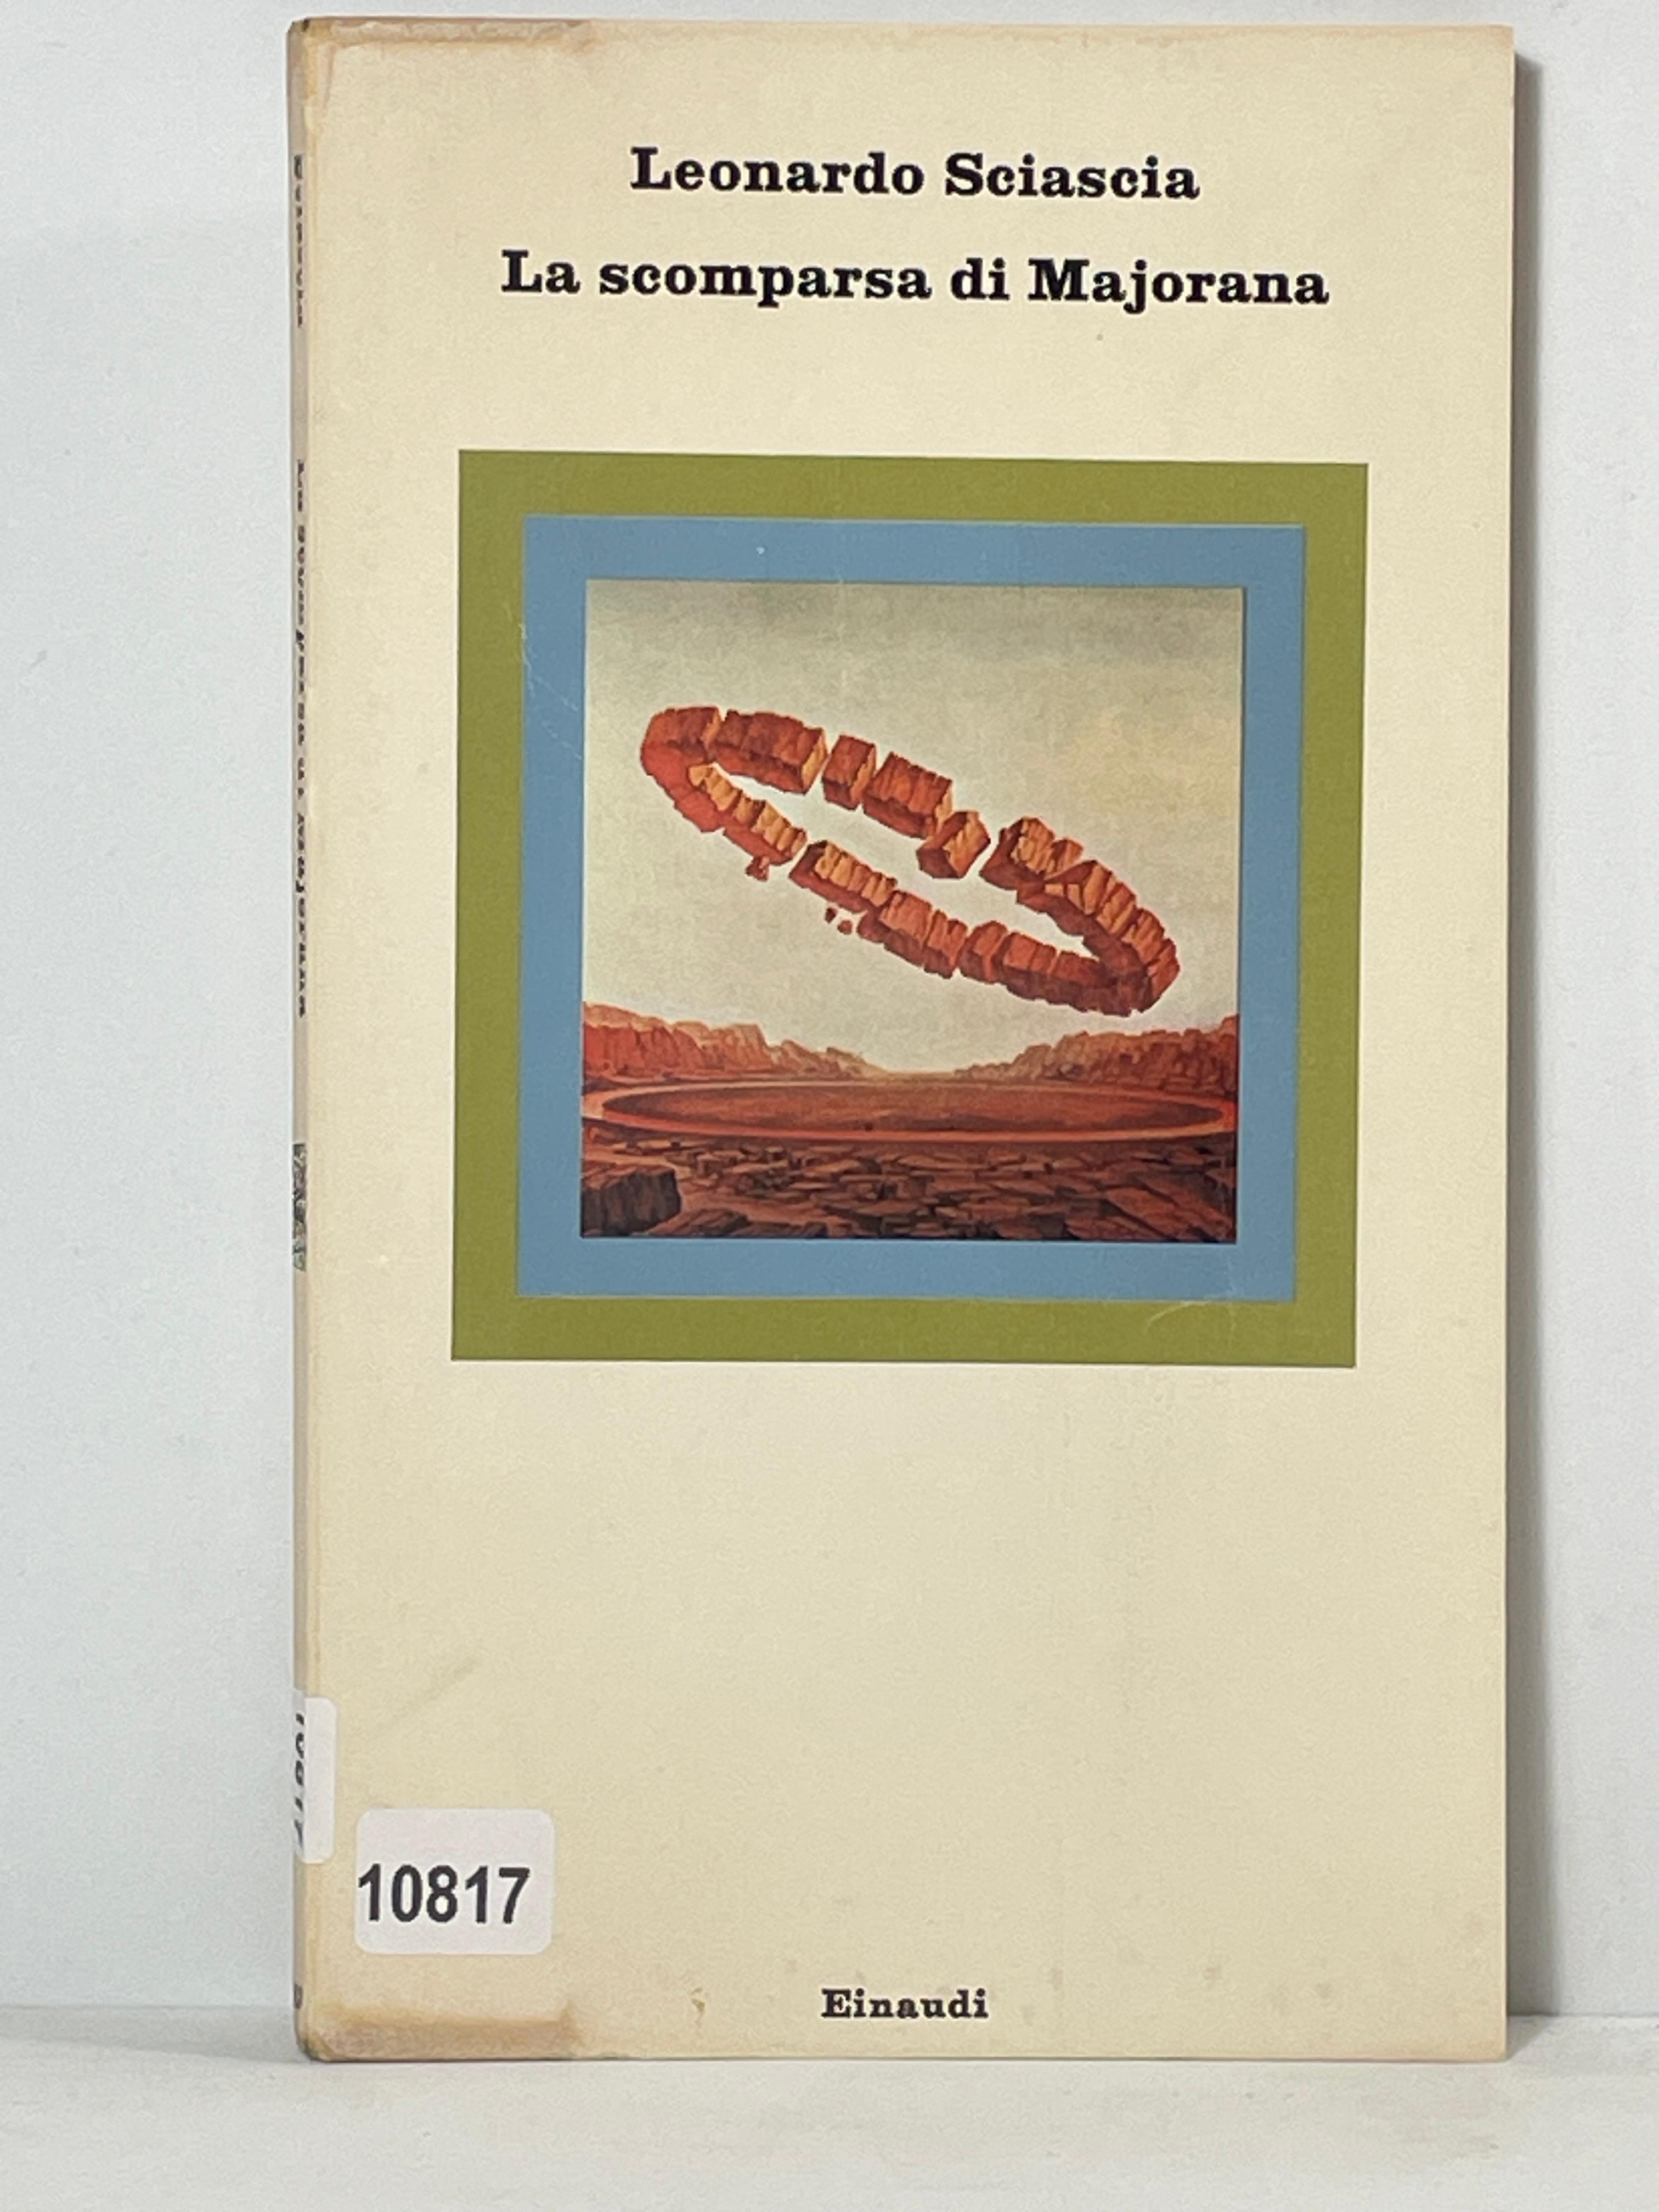 Leonardo Sciascia
La scomparsa di Majorana
10817
Einaudi